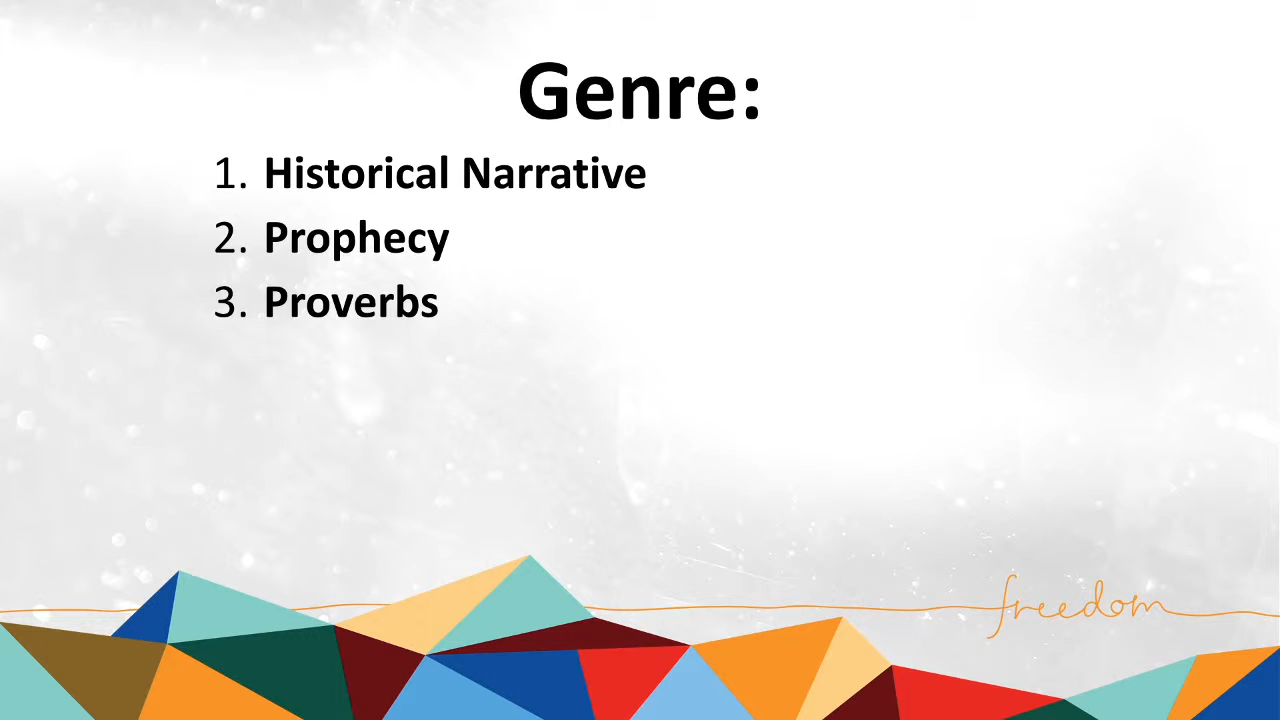 Genre:
1. Historical Narrative
2. Prophecy
3. Proverbs
freedom